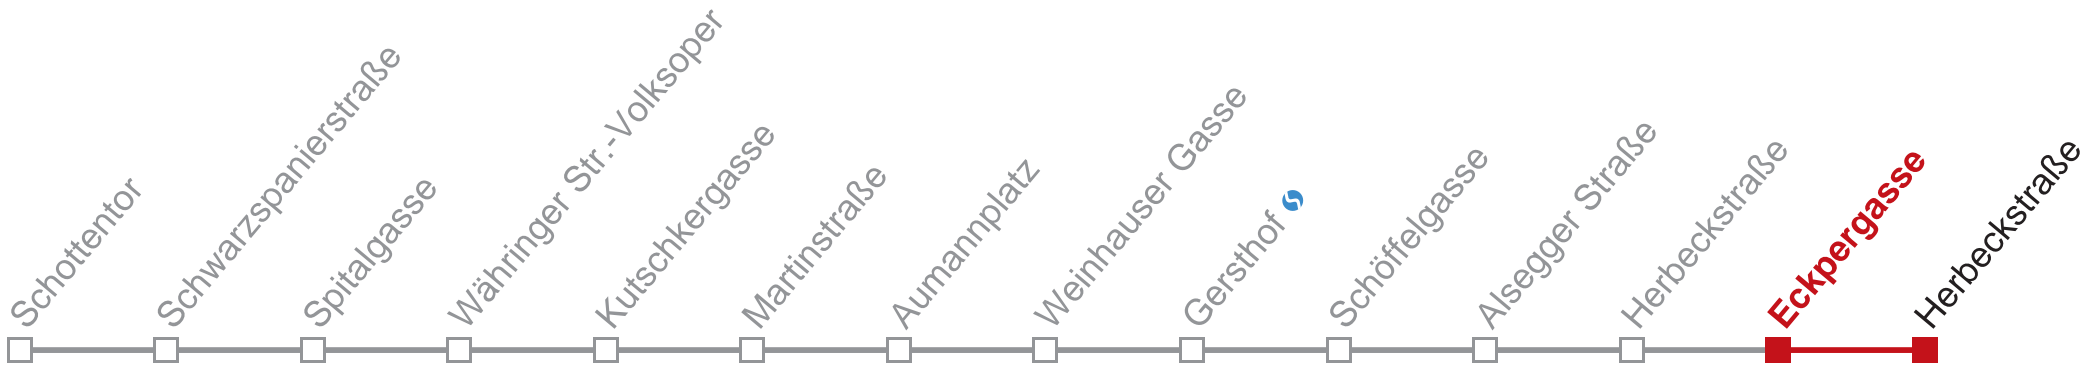 Schottentor
Schwarzspanierstraße
Spitalgasse
Währinger Str.-Volksoper
Kutschkergasse
Martinstraße
Aumannplatz
Weinhauser Gasse
Gersthof
Schöffelgasse
Alsegger Straße
Herbeckstraße
Eckpergasse
Herbeckstraße